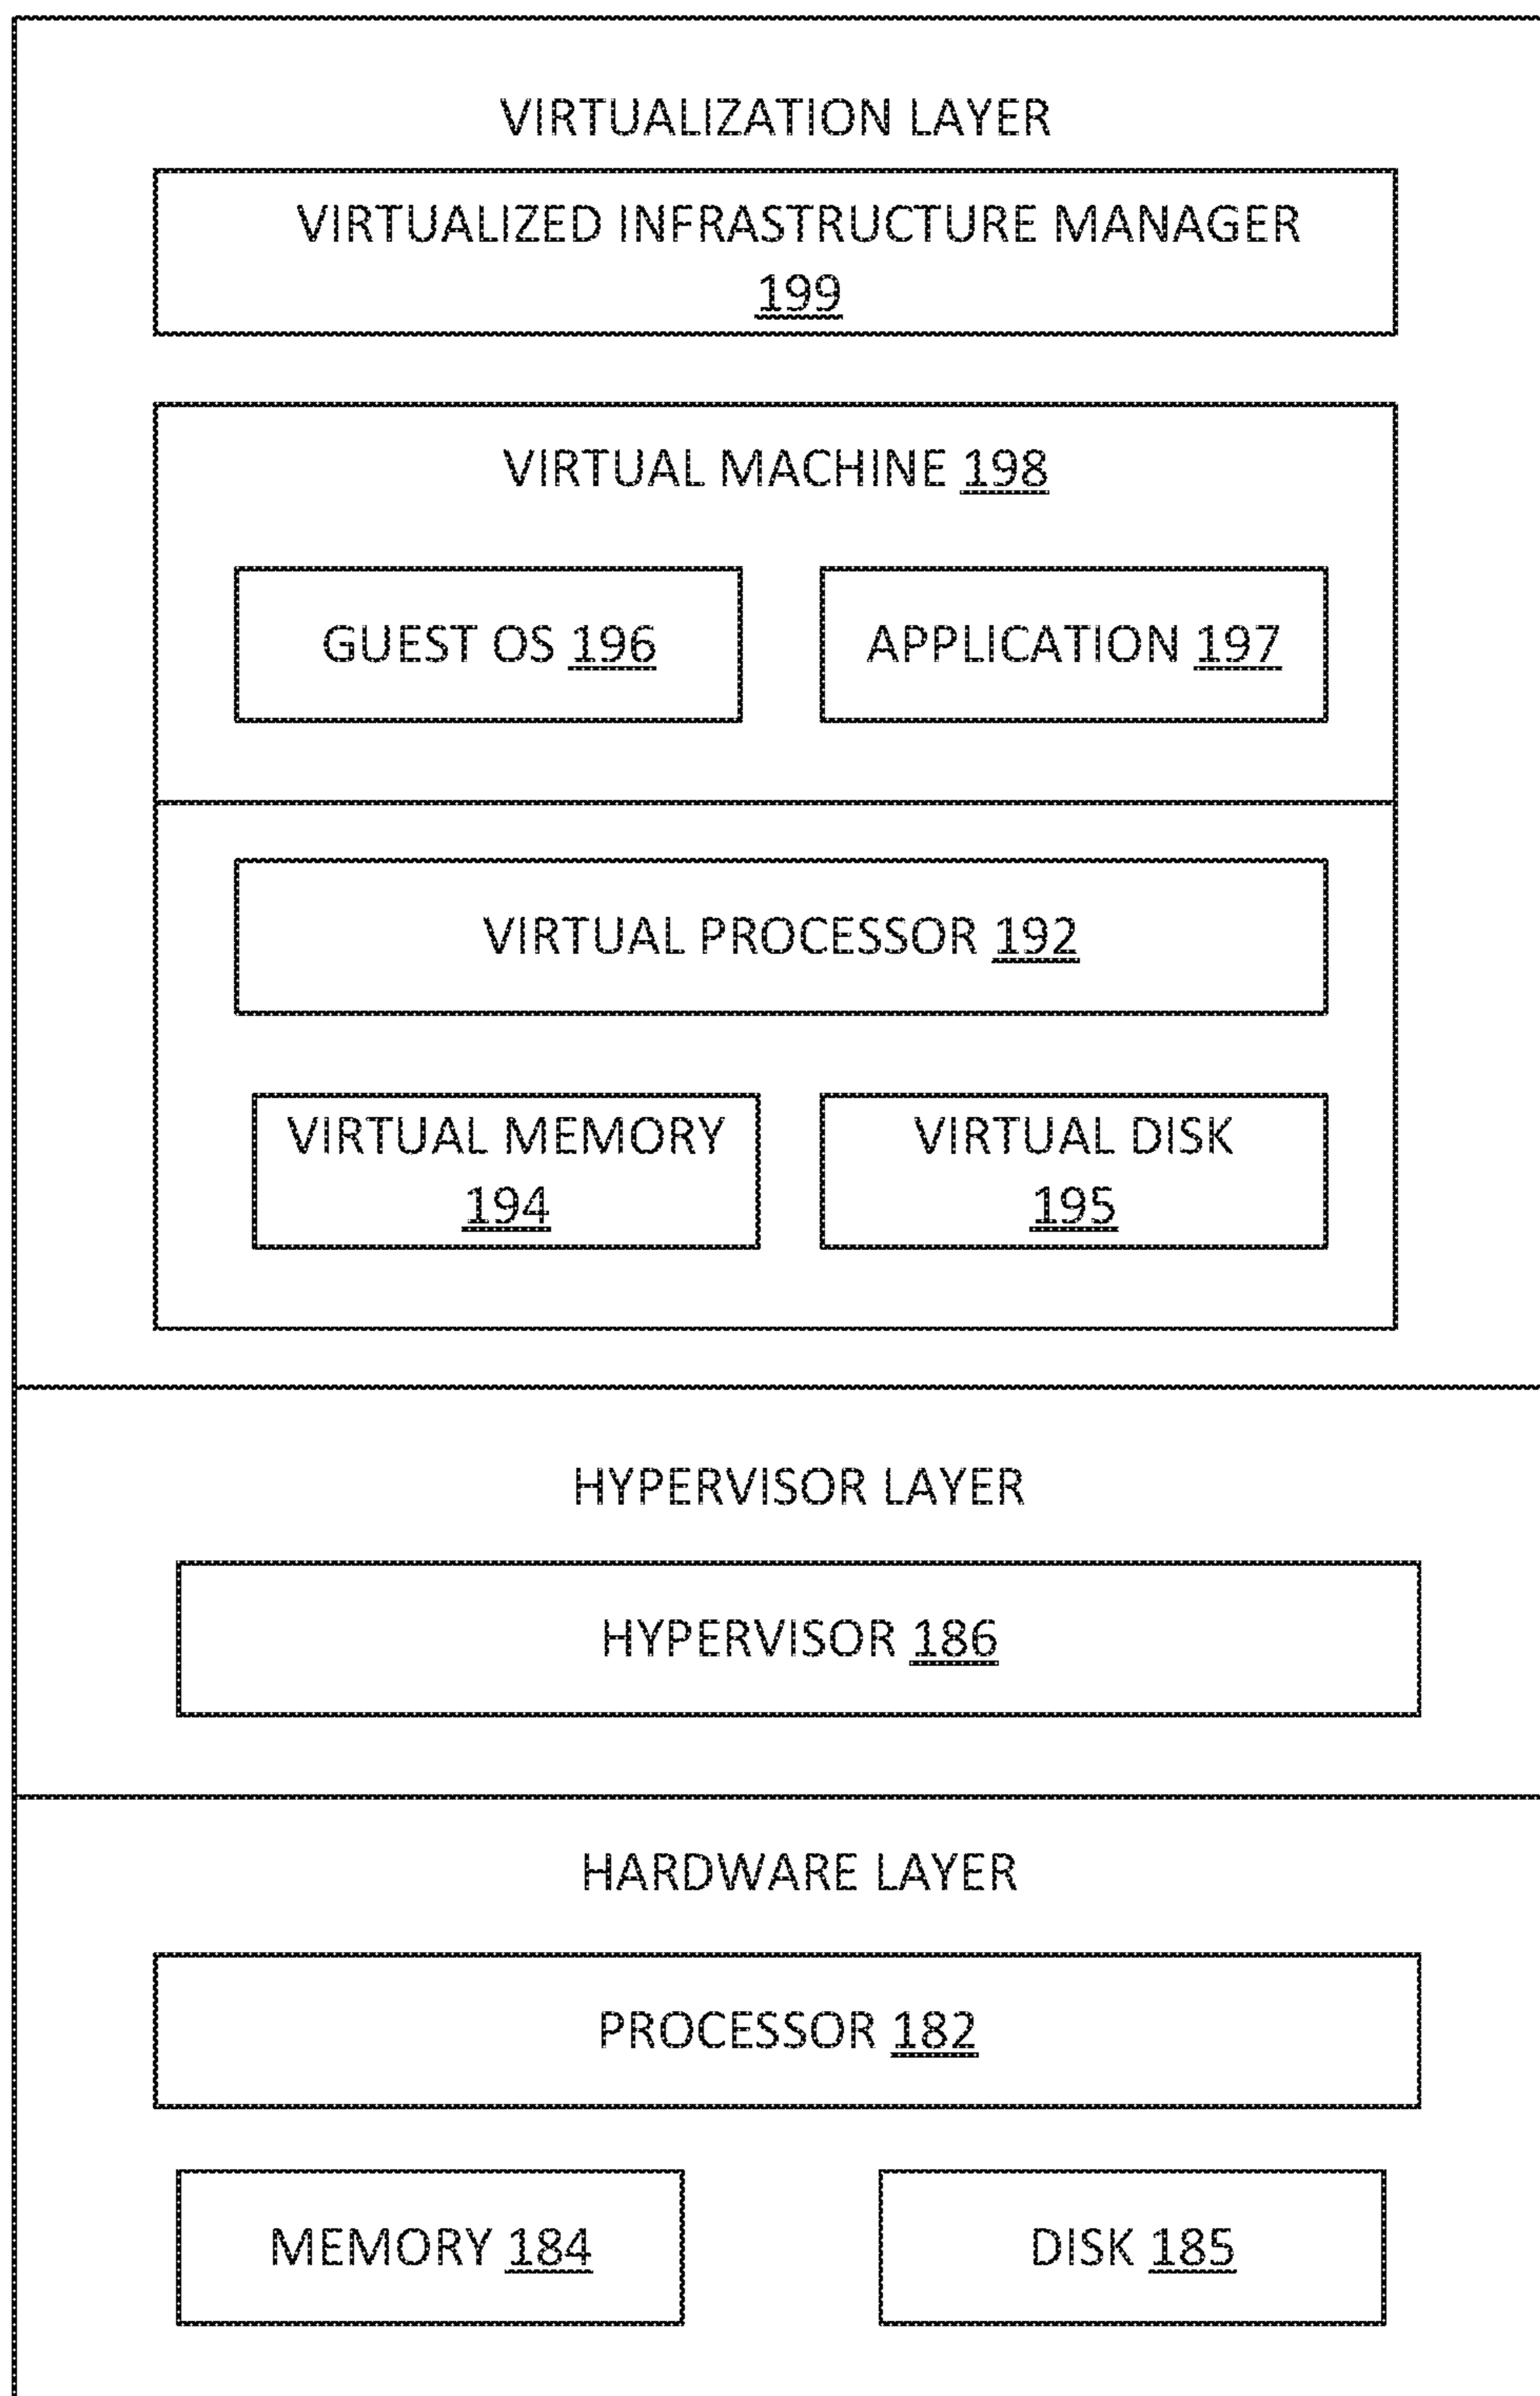 VIRTUALIZATION LAYER
VIRTUALIZED INFRASTRUCTURE MANAGER
199
VIRTUAL MACHINE 198
GUEST OS 196
APPLICATION 197
VIRTUAL PROCESSOR 192
VIRTUAL MEMORY
194
VIRTUAL DISK
195
HYPERVISOR LAYER
HYPERVISOR 186
HARDWARE LAYER
PROCESSOR 182
MEMORY 184
DISK 185